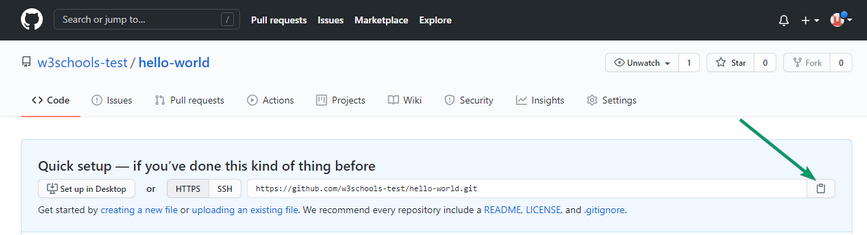 Search or jump to... / Pull requests Issues Marketplace Explore
w3schools-test / hello-world Unwatch 1 Star 0 Fork 0
<> Code Issues Pull requests Actions Projects Wiki Security Insights Settings
Quick setup — if you've done this kind of thing before
Set up in Desktop or HTTPS SSH https://github.com/w3schools-test/hello-world.git
Get started by creating a new file or uploading an existing file. We recommend every repository include a README, LICENSE, and .gitignore.